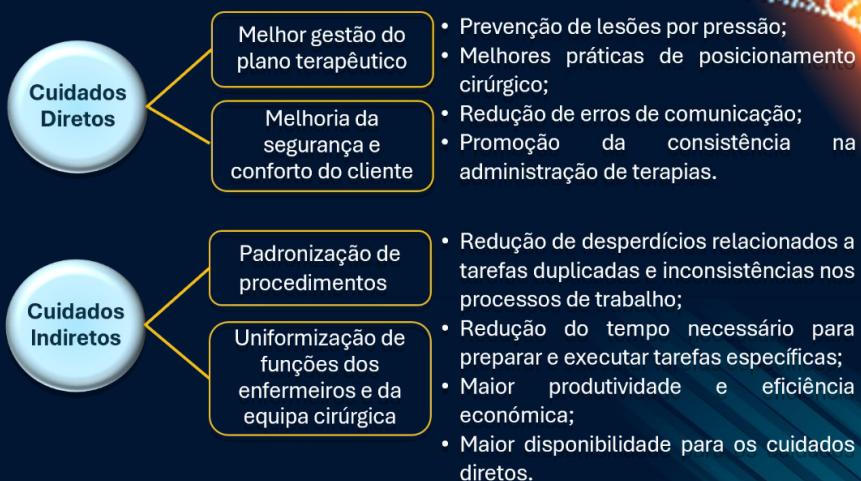 Cuidados
Diretos
Melhor gestão do
plano terapêutico
Melhoria da
segurança e
conforto do cliente
• Prevenção de lesões por pressão;
• Melhores práticas de posicionamento
cirúrgico;
• Redução de erros de comunicação;
• Promoção da consistência na
administração de terapias.
Cuidados
Indiretos
Padronização de
procedimentos
Uniformização de
funções dos
enfermeiros e da
equipa cirúrgica
• Redução de desperdícios relacionados a
tarefas duplicadas e inconsistências nos
processos de trabalho;
• Redução do tempo necessário para
preparar e executar tarefas específicas;
• Maior produtividade e eficiência
económica;
• Maior disponibilidade para os cuidados
diretos.